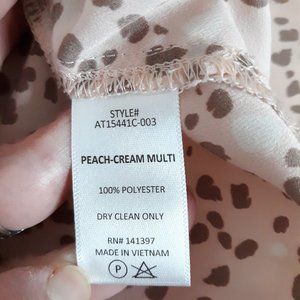 STYLE#
AT15441C-003
PEACH-CREAM MULTI
100% POLYESTER
DRY CLEAN ONLY
RN# 141397
MADE IN VIETNAM
P